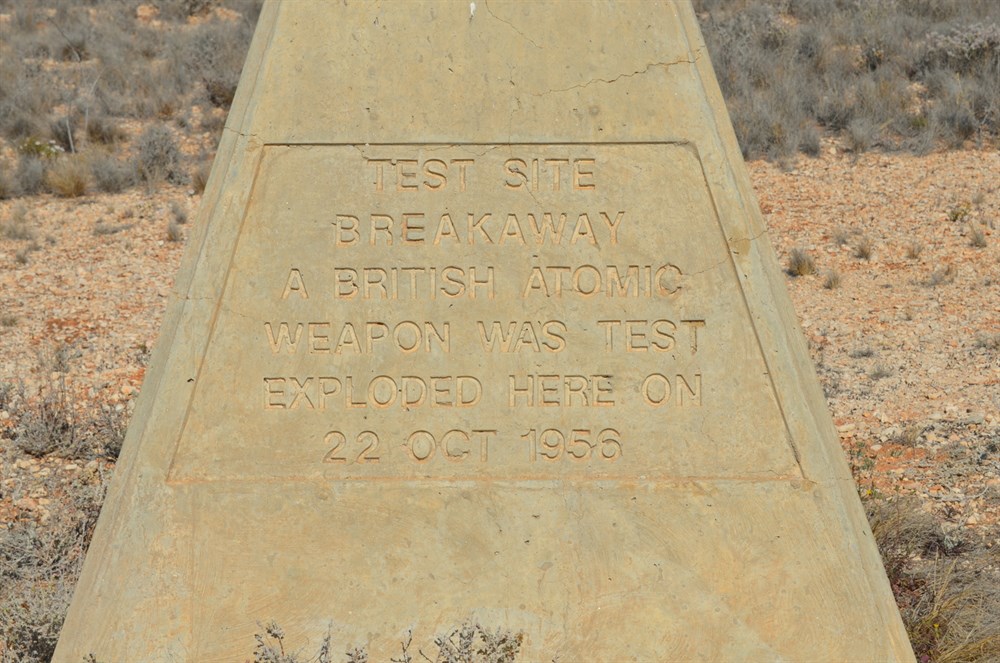 TEST SITE
BREAKAWAY
A BRITISH ATOMIC
WEAPON WAS TEST
EXPLODED HERE ON
22 OCT 1956